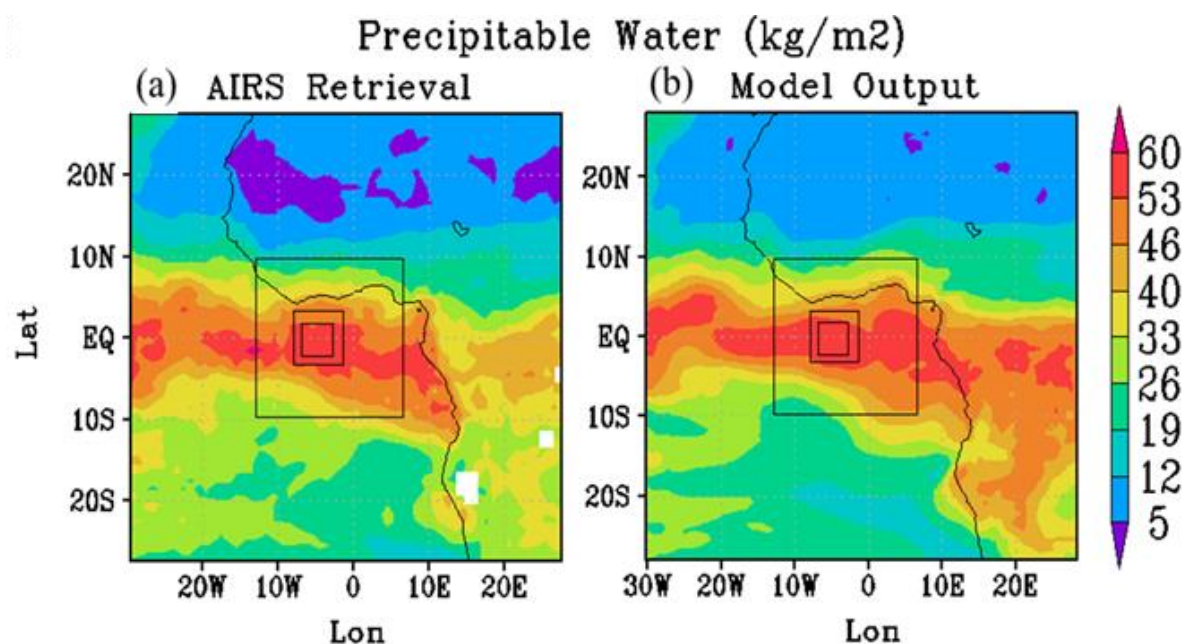 Precipitable Water (kg/m2)
(a) AIRS Retrieval
(b) Model Output
Lat
20N
10N
EQ
10S
20S
20W 10W 0 10E 20E
Lon
20N
10N
EQ
10S
20S
30W 20W 10W 0 10E 20E
Lon
60
53
46
40
33
26
19
12
5